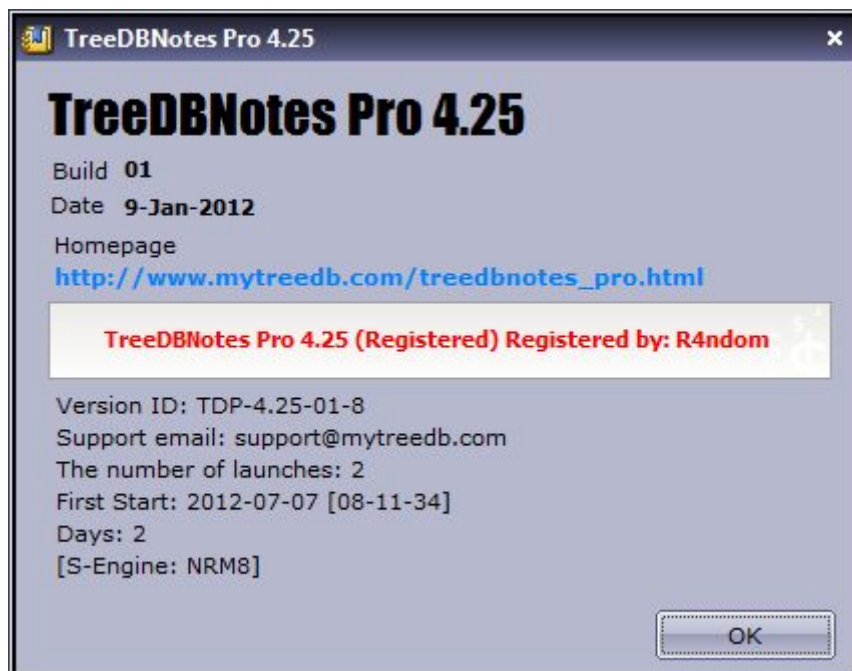 TreeDBNotes Pro 4.25
TreeDBNotes Pro 4.25
Build 01
Date 9-Jan-2012
Homepage
http://www.mytreedb.com/treedbnotes_pro.html
TreeDBNotes Pro 4.25 (Registered) Registered by: R4ndom
Version ID: TDP-4.25-01-8
Support email: support@mytreedb.com
The number of launches: 2
First Start: 2012-07-07 [08-11-34]
Days: 2
[S-Engine: NRM8]
OK